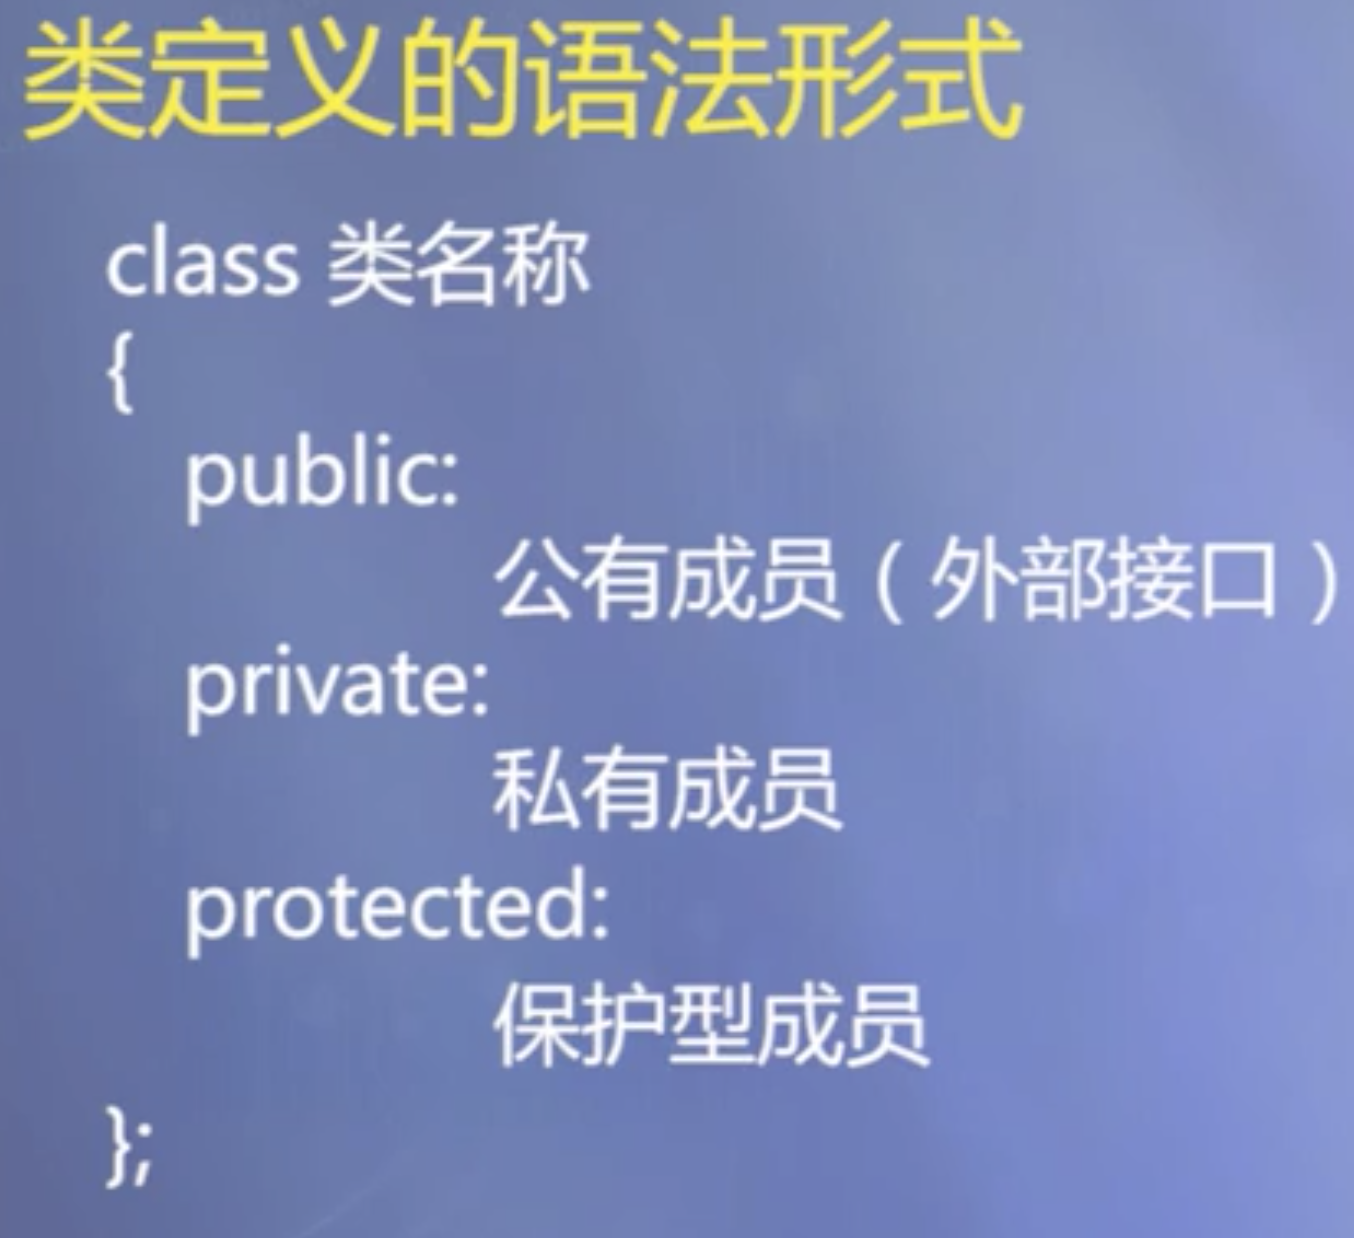 类定义的语法形式
class 类名称
{
public:
公有成员（外部接口）
private:
私有成员
protected:
保护型成员
};